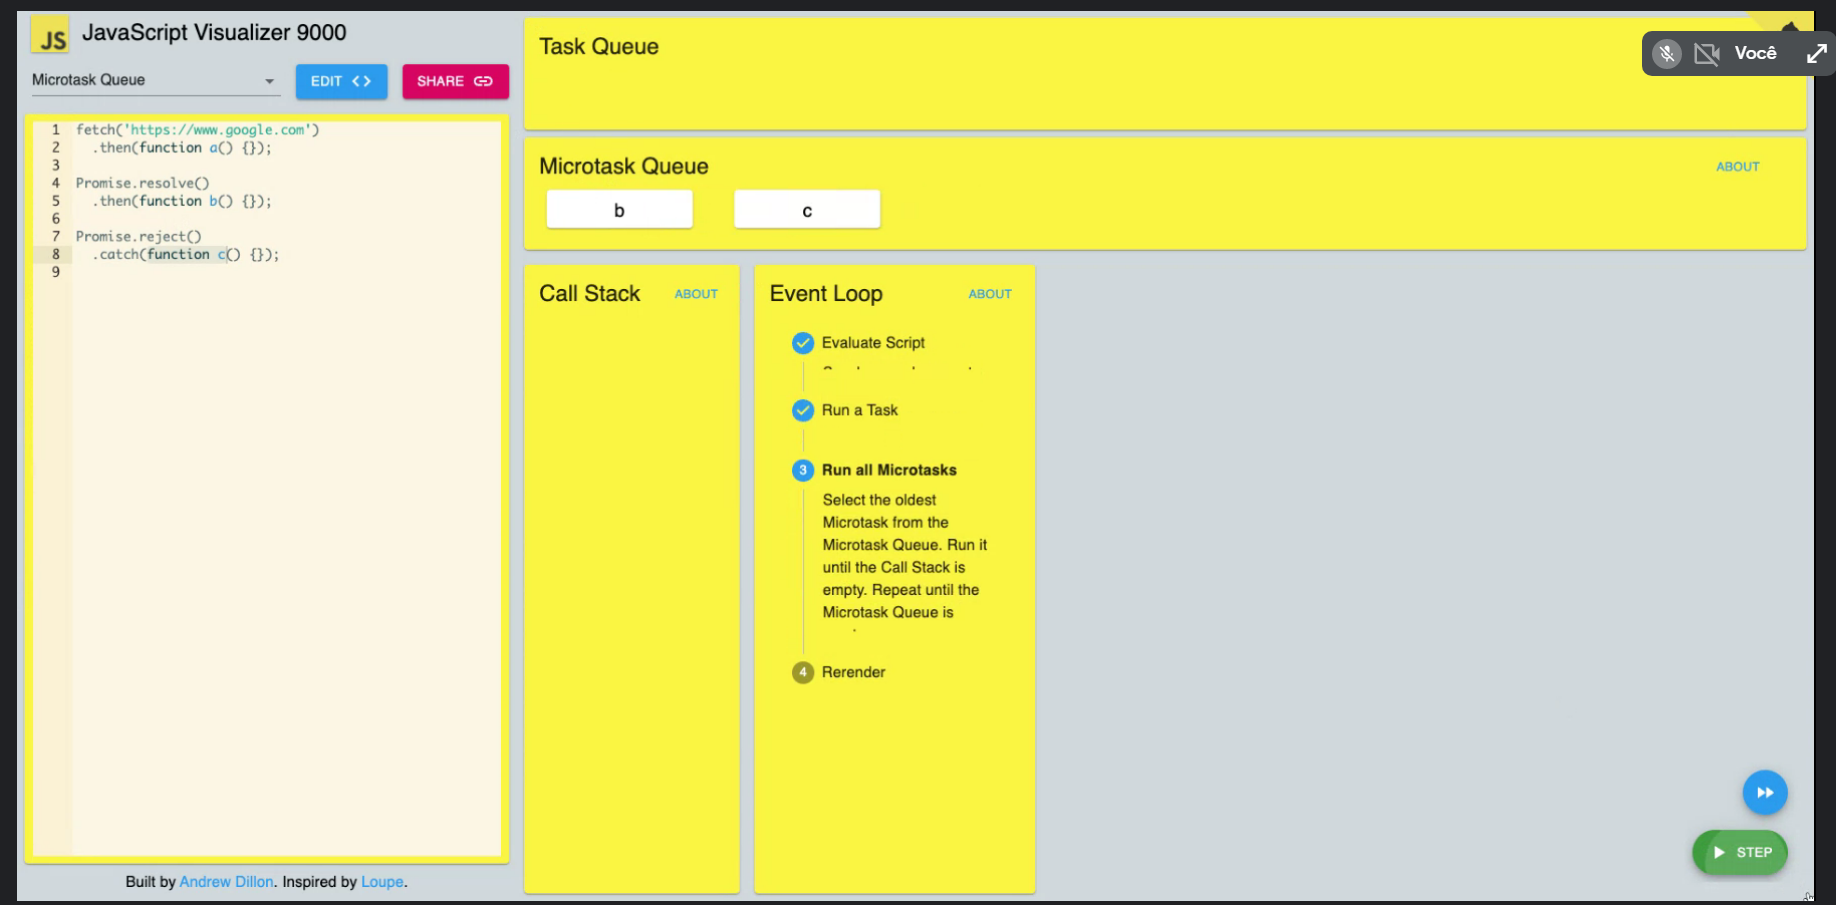 JS JavaScript Visualizer 9000
Microtask Queue
EDIT <>
SHARE
1 fetch('https://www.google.com')
2 .then(function a() {});
3
4 Promise.resolve()
5 .then(function b() {});
6
7 Promise.reject()
8 .catch(function c() {});
9
Built by Andrew Dillon. Inspired by Loupe.
Task Queue
Você
Microtask Queue
ABOUT
b
c
Call Stack
ABOUT
Event Loop
ABOUT
Evaluate Script
Run a Task
3 Run all Microtasks
Select the oldest
Microtask from the
Microtask Queue. Run it
until the Call Stack is
empty. Repeat until the
Microtask Queue is
4 Rerender
STEP